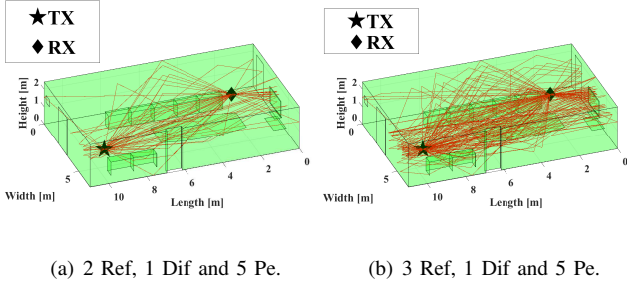 ★TX
♦RX
★TX
♦RX
Height [m]
2
1
0
0
5
Width [m]
10
8
6
4
2
0
Length [m]
Height [m]
2
1
0
0
5
Width [m]
10
8
6
4
2
0
Length [m]
(a) 2 Ref, 1 Dif and 5 Pe.
(b) 3 Ref, 1 Dif and 5 Pe.